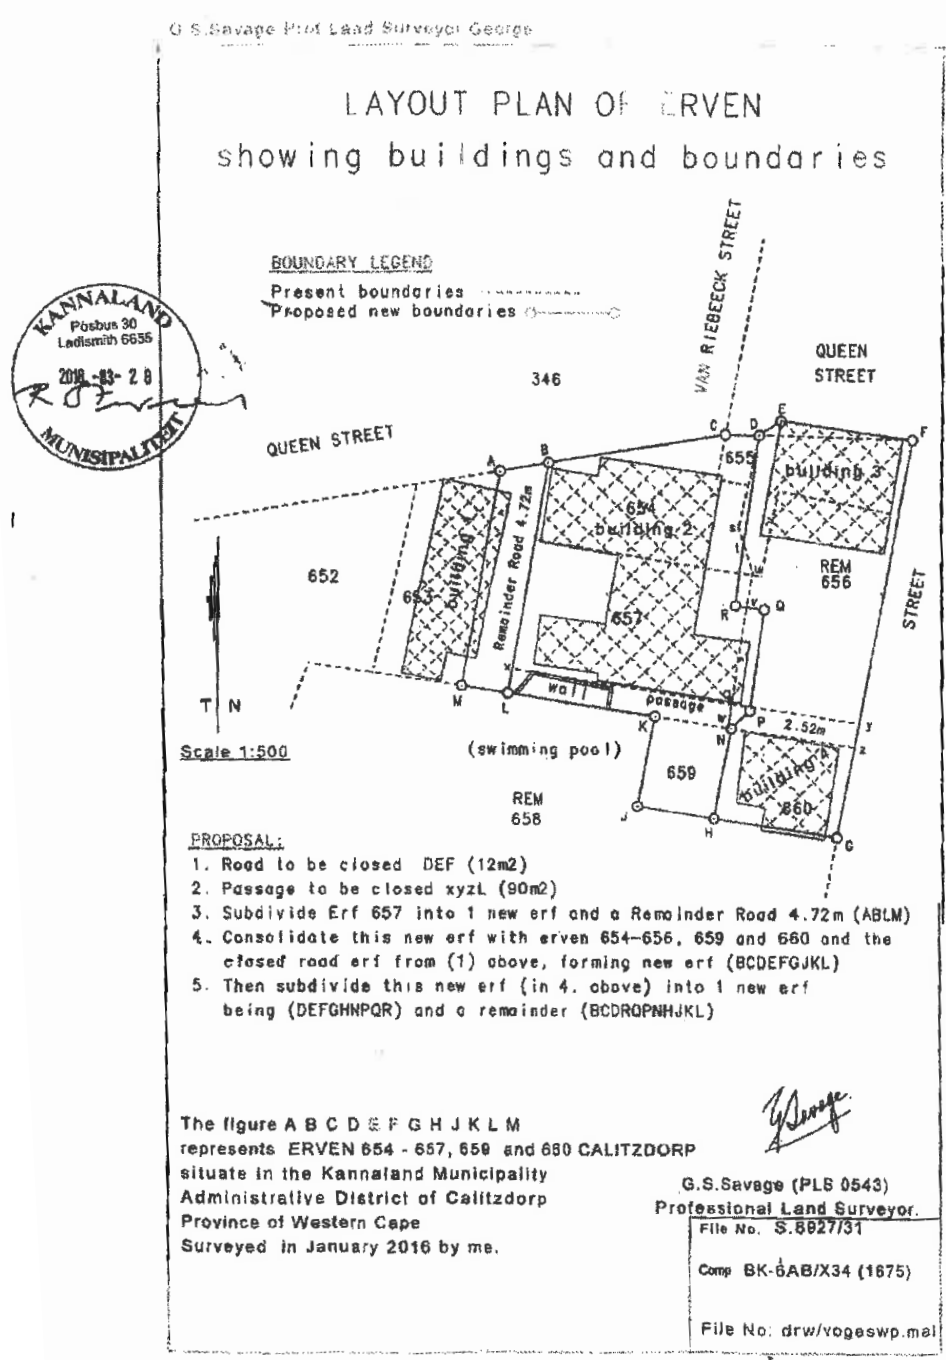 G.S.Savage Prof Land Surveyor George
LAYOUT PLAN OF ERVEN
showing buildings and boundaries
BOUNDARY LEGEND
Present boundaries
Proposed new boundaries
KANNALAND
Posbus 30
Ladismith 6655
MUNISIPALITEIT
VAN RIEBEECK STREET
QUEEN
STREET
346
QUEEN STREET
A
B
C
D
E
F
655
building 3
654
building 2
Remainder Road 4.72m
building 1
652
653
REM
656
STREET
R
v
Q
657
T N
x
wall
passage
q
w
P
2.52m
y
z
M
L
K
N
Scale 1:500
(swimming pool)
659
building 4
660
REM
658
J
H
G
PROPOSAL:
1. Road to be closed DEF (12m2)
2. Passage to be closed xyzL (90m2)
3. Subdivide Erf 657 into 1 new erf and a Remainder Road 4.72m (ABLM)
4. Consolidate this new erf with erven 654-656, 659 and 660 and the
closed road erf from (1) above, forming new erf (BCDEFGJKL)
5. Then subdivide this new erf (in 4. above) into 1 new erf
being (DEFGHNPQR) and a remainder (BCDRQPNHJKL)
The figure A B C D E F G H J K L M
represents ERVEN 654 - 657, 659 and 660 CALITZDORP
situate in the Kannaland Municipality
Administrative District of Calitzdorp
Province of Western Cape
Surveyed in January 2016 by me.
G.S.Savage (PLS 0543)
Professional Land Surveyor.
File No. S.8927/31
Comp BK-6AB/X34 (1675)
File No: drw/vogeswp.mal